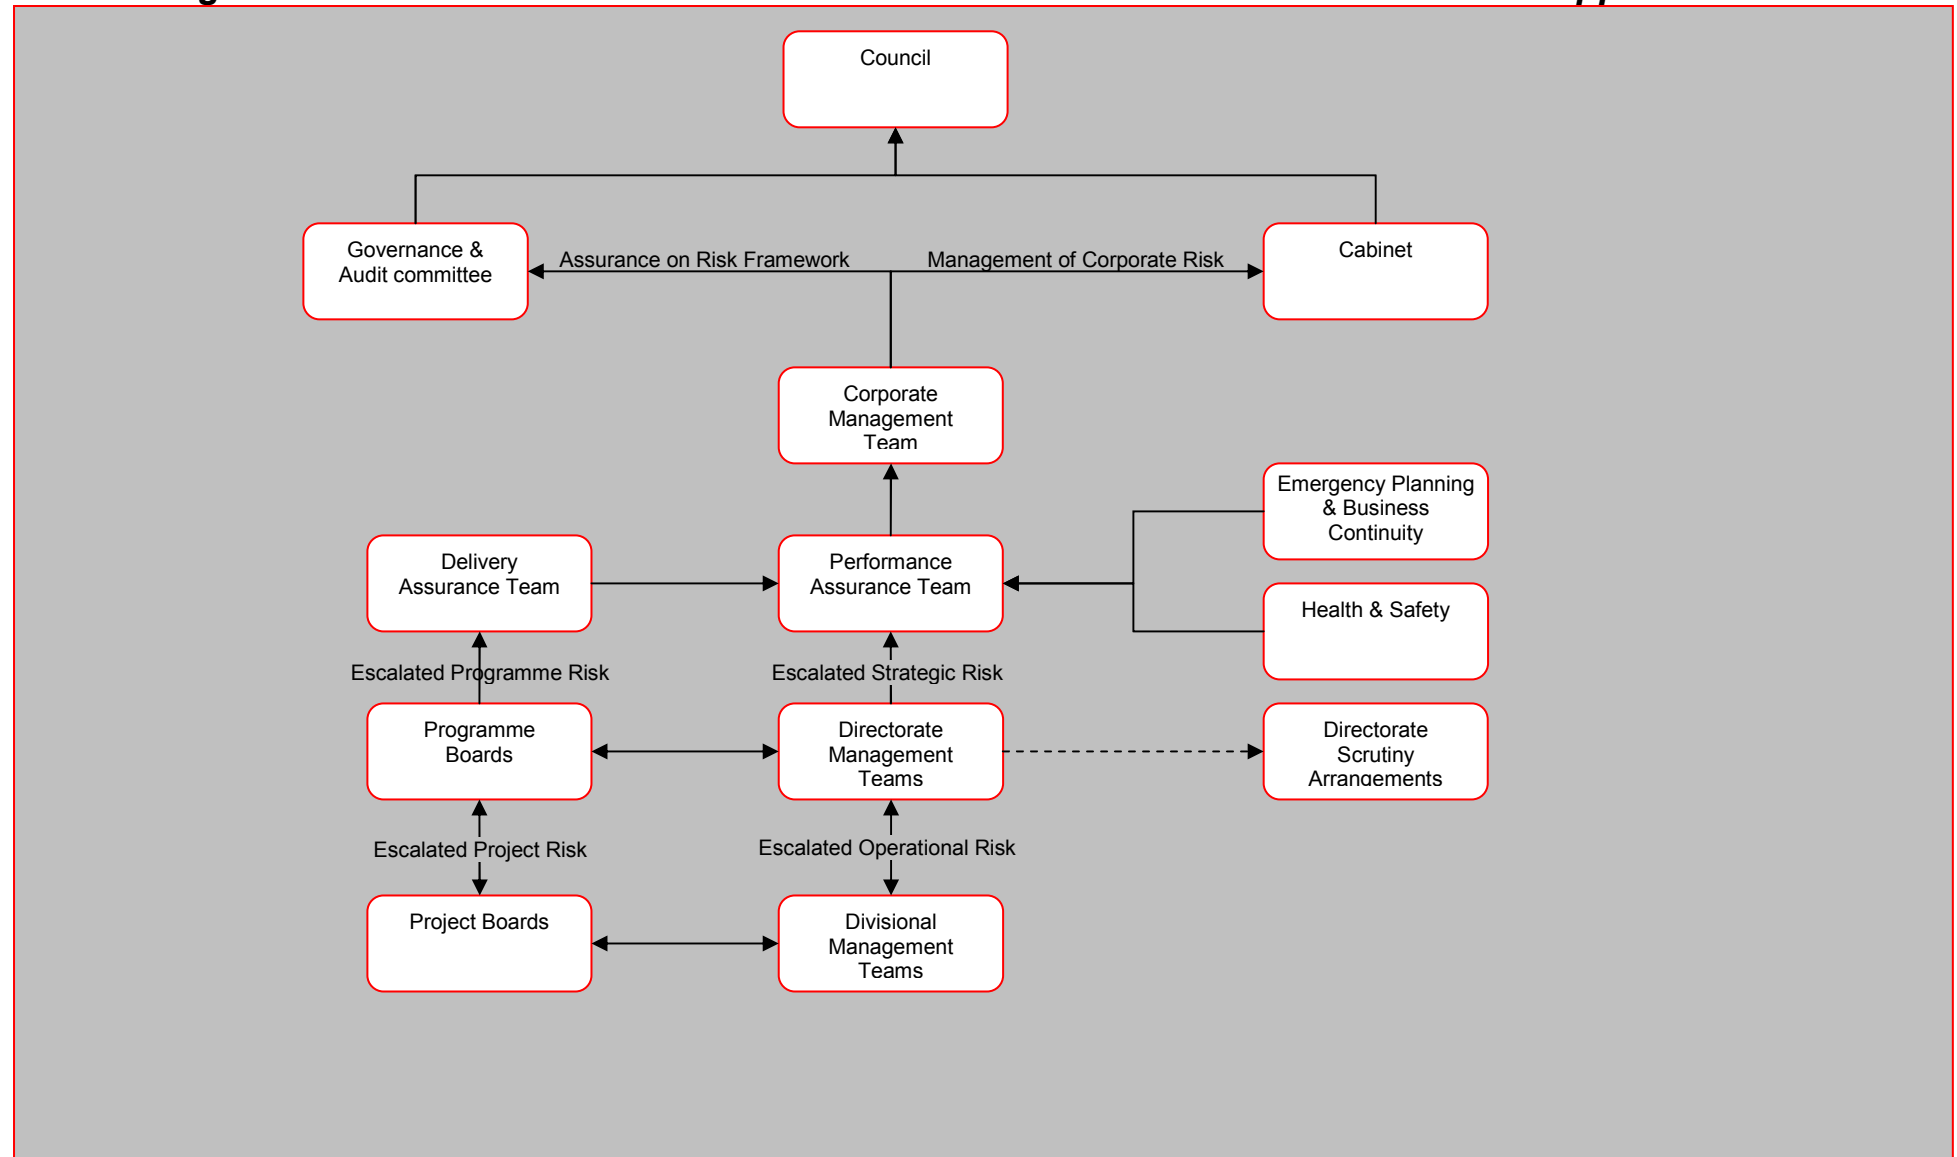 Council
Governance &
Audit committee
Assurance on Risk Framework
Management of Corporate Risk
Cabinet
Corporate
Management
Team
Emergency Planning
& Business
Continuity
Delivery
Assurance Team
Performance
Assurance Team
Health & Safety
Escalated Programme Risk
Escalated Strategic Risk
Programme
Boards
Directorate
Management
Teams
Directorate
Scrutiny
Arrangements
Escalated Project Risk
Escalated Operational Risk
Project Boards
Divisional
Management
Teams